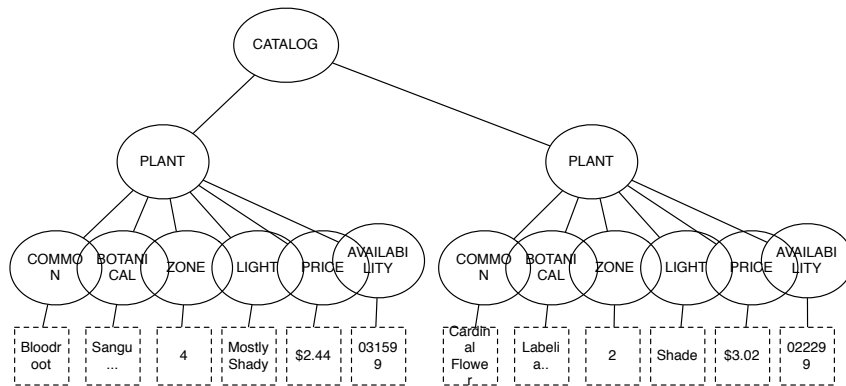 CATALOG
PLANT
PLANT
COMMO
N
BOTANI
CAL
ZONE
LIGHT
PRICE
AVAILABI
LITY
COMMO
N
BOTANI
CAL
ZONE
LIGHT
PRICE
AVAILABI
LITY
Bloodr
oot
Sangu
...
4
Mostly
Shady
$2.44
03159
9
Cardin
al
Flowe
r
Labeli
a..
2
Shade
$3.02
02229
9